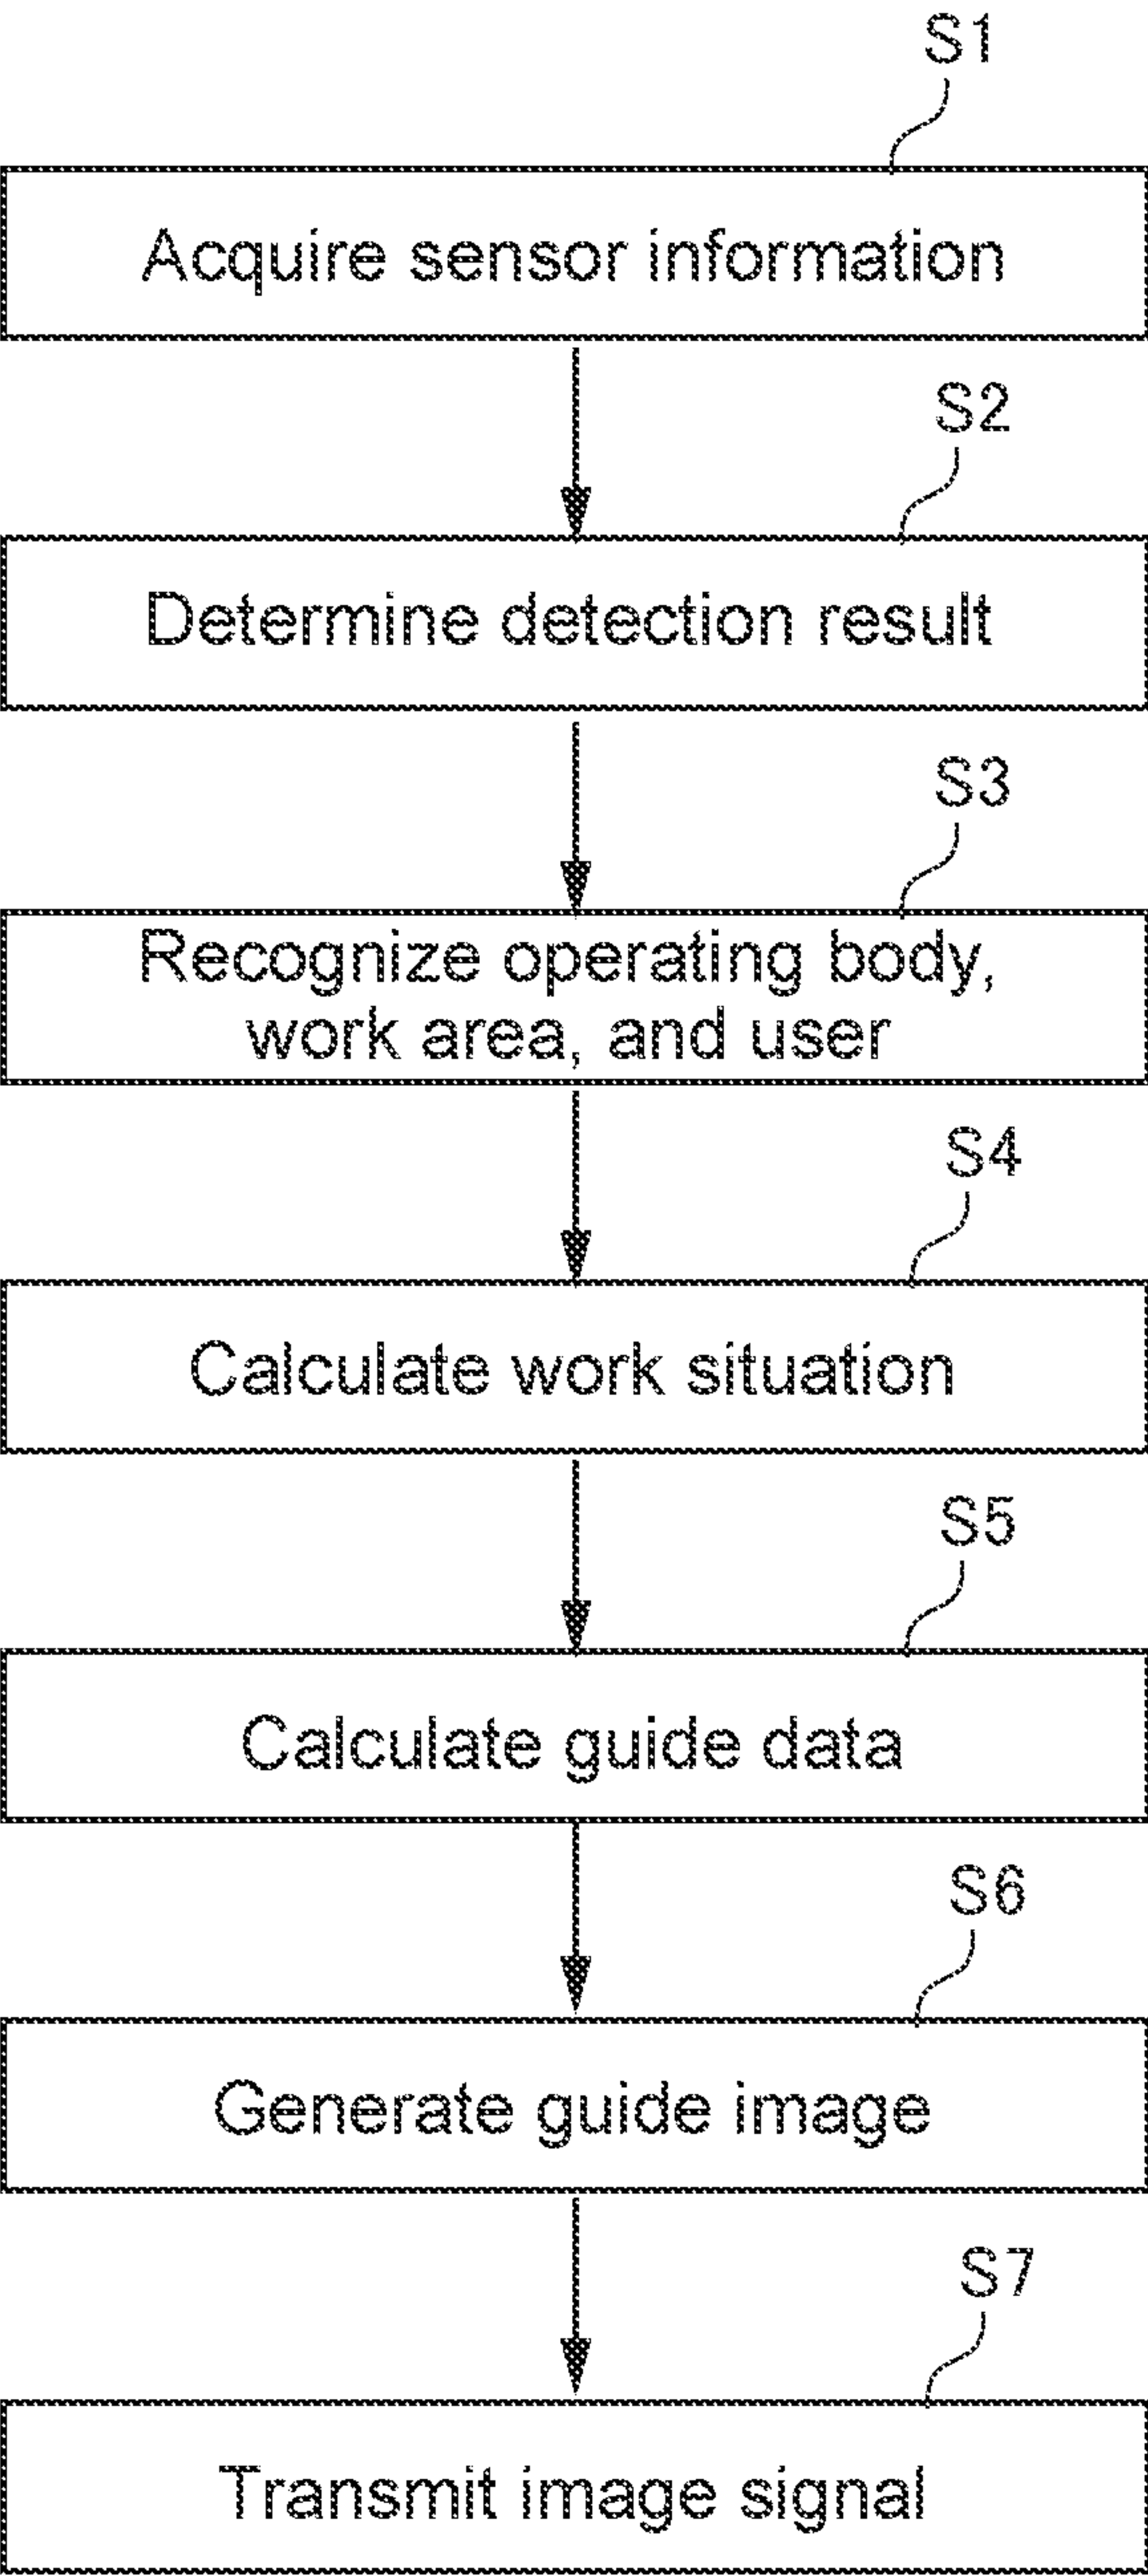 S1
Acquire sensor information
S2
Determine detection result
S3
Recognize operating body,
work area, and user
S4
Calculate work situation
S5
Calculate guide data
S6
Generate guide image
S7
Transmit image signal